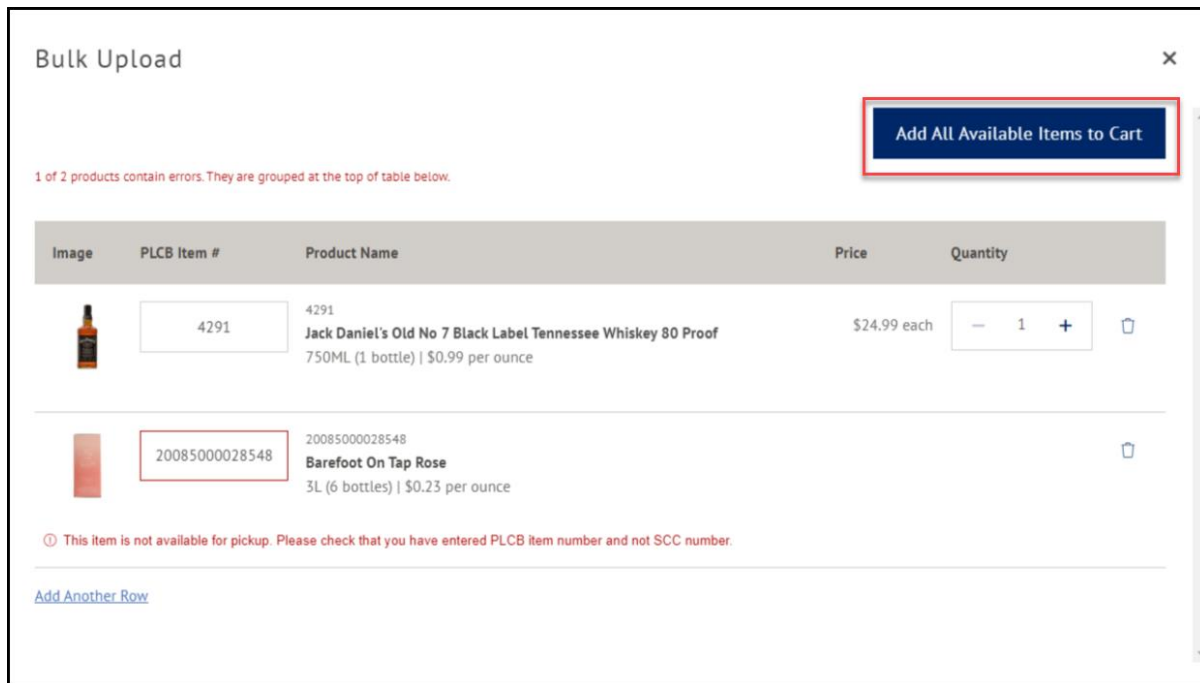 Bulk Upload
Add All Available Items to Cart
1 of 2 products contain errors. They are grouped at the top of table below.
Image PLCB Item # Product Name Price Quantity
4291
4291
Jack Daniel's Old No 7 Black Label Tennessee Whiskey 80 Proof
750ML (1 bottle) | $0.99 per ounce
$24.99 each
1
20085000028548
20085000028548
Barefoot On Tap Rose
3L (6 bottles) | $0.23 per ounce
This item is not available for pickup. Please check that you have entered PLCB item number and not SCC number.
Add Another Row